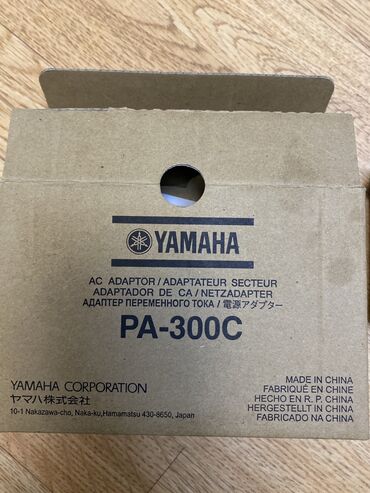 YAMAHA
AC ADAPTOR / ADAPTATEUR SECTEUR
ADAPTADOR DE CA / NETZADAPTER
АДАПТЕР ПЕРЕМЕННОГО ТОКА / 電源アダプター
PA-300C
YAMAHA CORPORATION
ヤマハ株式会社
10-1 Nakazawa-cho, Naka-ku, Hamamatsu 430-8650, Japan
MADE IN CHINA
FABRIQUÉ EN CHINE
HECHO EN R. P. CHINA
HERGESTELLT IN CHINA
FABRICADO NA CHINA